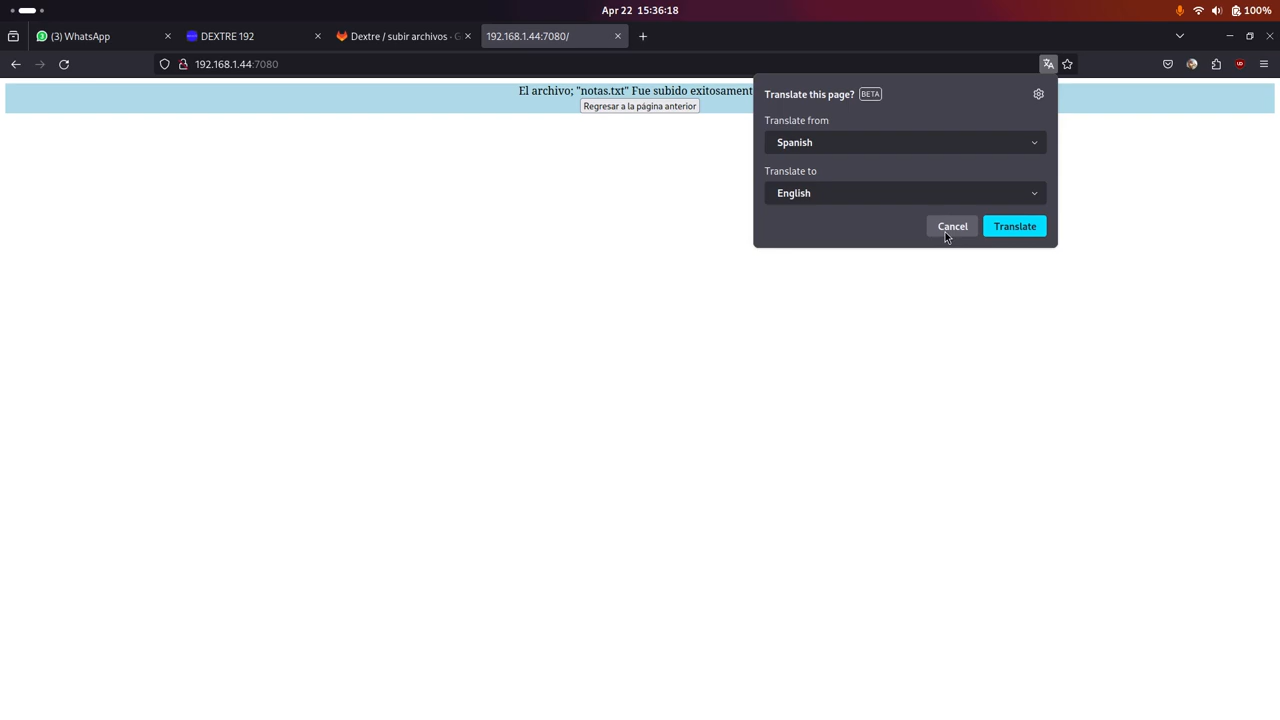 Apr 22 15:36:18
100%
(3) WhatsApp
DEXTRE 192
Dextre / subir archivos · G
192.168.1.44:7080/
192.168.1.44:7080
El archivo; "notas.txt" Fue subido exitosament
Regresar a la página anterior
Translate this page? BETA
Translate from
Spanish
Translate to
English
Cancel
Translate